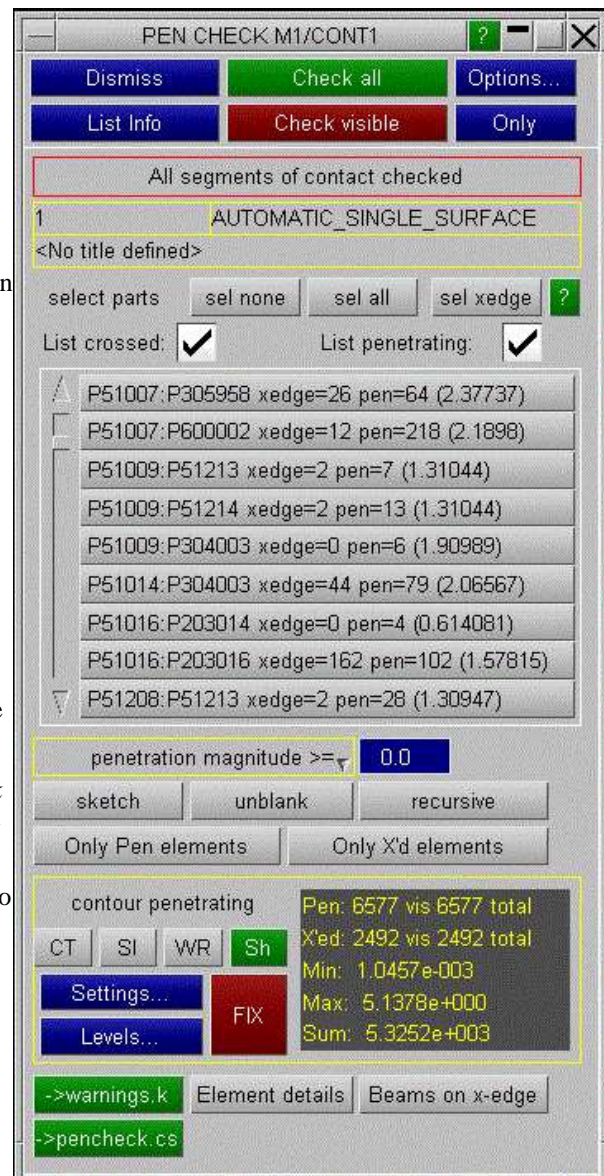 PEN CHECK M1/CONT1 ?
Dismiss Check all Options...
List Info Check visible Only
All segments of contact checked
1 AUTOMATIC_SINGLE_SURFACE
<No title defined>
select parts sel none sel all sel xedge ?
List crossed: List penetrating:
P51007:P305958 xedge=26 pen=64 (2.37737)
P51007:P600002 xedge=12 pen=218 (2.1898)
P51009:P51213 xedge=2 pen=7 (1.31044)
P51009:P51214 xedge=2 pen=13 (1.31044)
P51009:P304003 xedge=0 pen=6 (1.90989)
P51014:P304003 xedge=44 pen=79 (2.06567)
P51016:P203014 xedge=0 pen=4 (0.614081)
P51016:P203016 xedge=162 pen=102 (1.57815)
P51208:P51213 xedge=2 pen=28 (1.30947)
penetration magnitude >= 0.0
sketch unblank recursive
Only Pen elements Only X'd elements
contour penetrating
CT SI WR Sh
Settings...
Levels...
FIX
Pen: 6577 vis 6577 total
X'ed: 2492 vis 2492 total
Min: 1.0457e-003
Max: 5.1378e+000
Sum: 5.3252e+003
->warnings.k Element details Beams on x-edge
->pencheck.cs